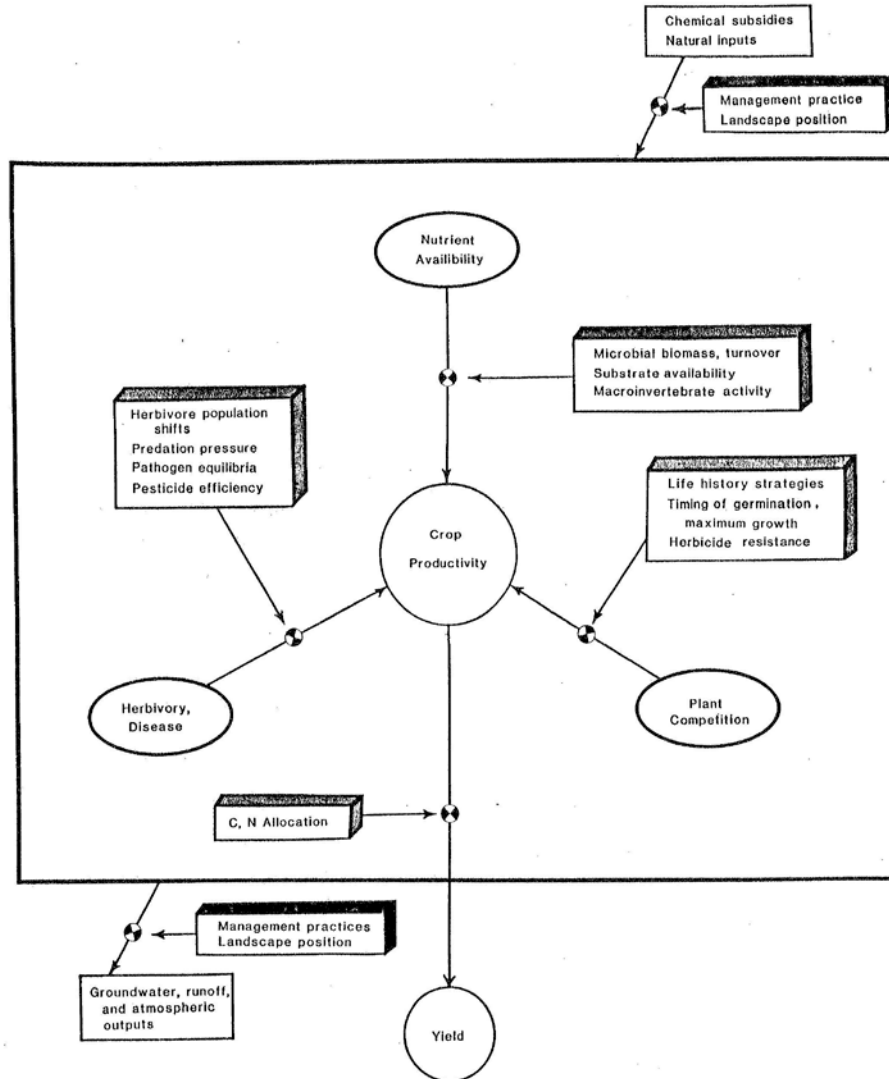 Chemical subsidies
Natural inputs
Management practice
Landscape position
Nutrient
Availibility
Microbial biomass, turnover
Substrate availability
Macroinvertebrate activity
Herbivore population
shifts
Predation pressure
Pathogen equilibria
Pesticide efficiency
Life history strategies
Timing of germination,
maximum growth
Herbicide resistance
Crop
Productivity
Herbivory,
Disease
Plant
Competition
C, N Allocation
Management practices
Landscape position
Groundwater, runoff,
and atmospheric
outputs
Yield